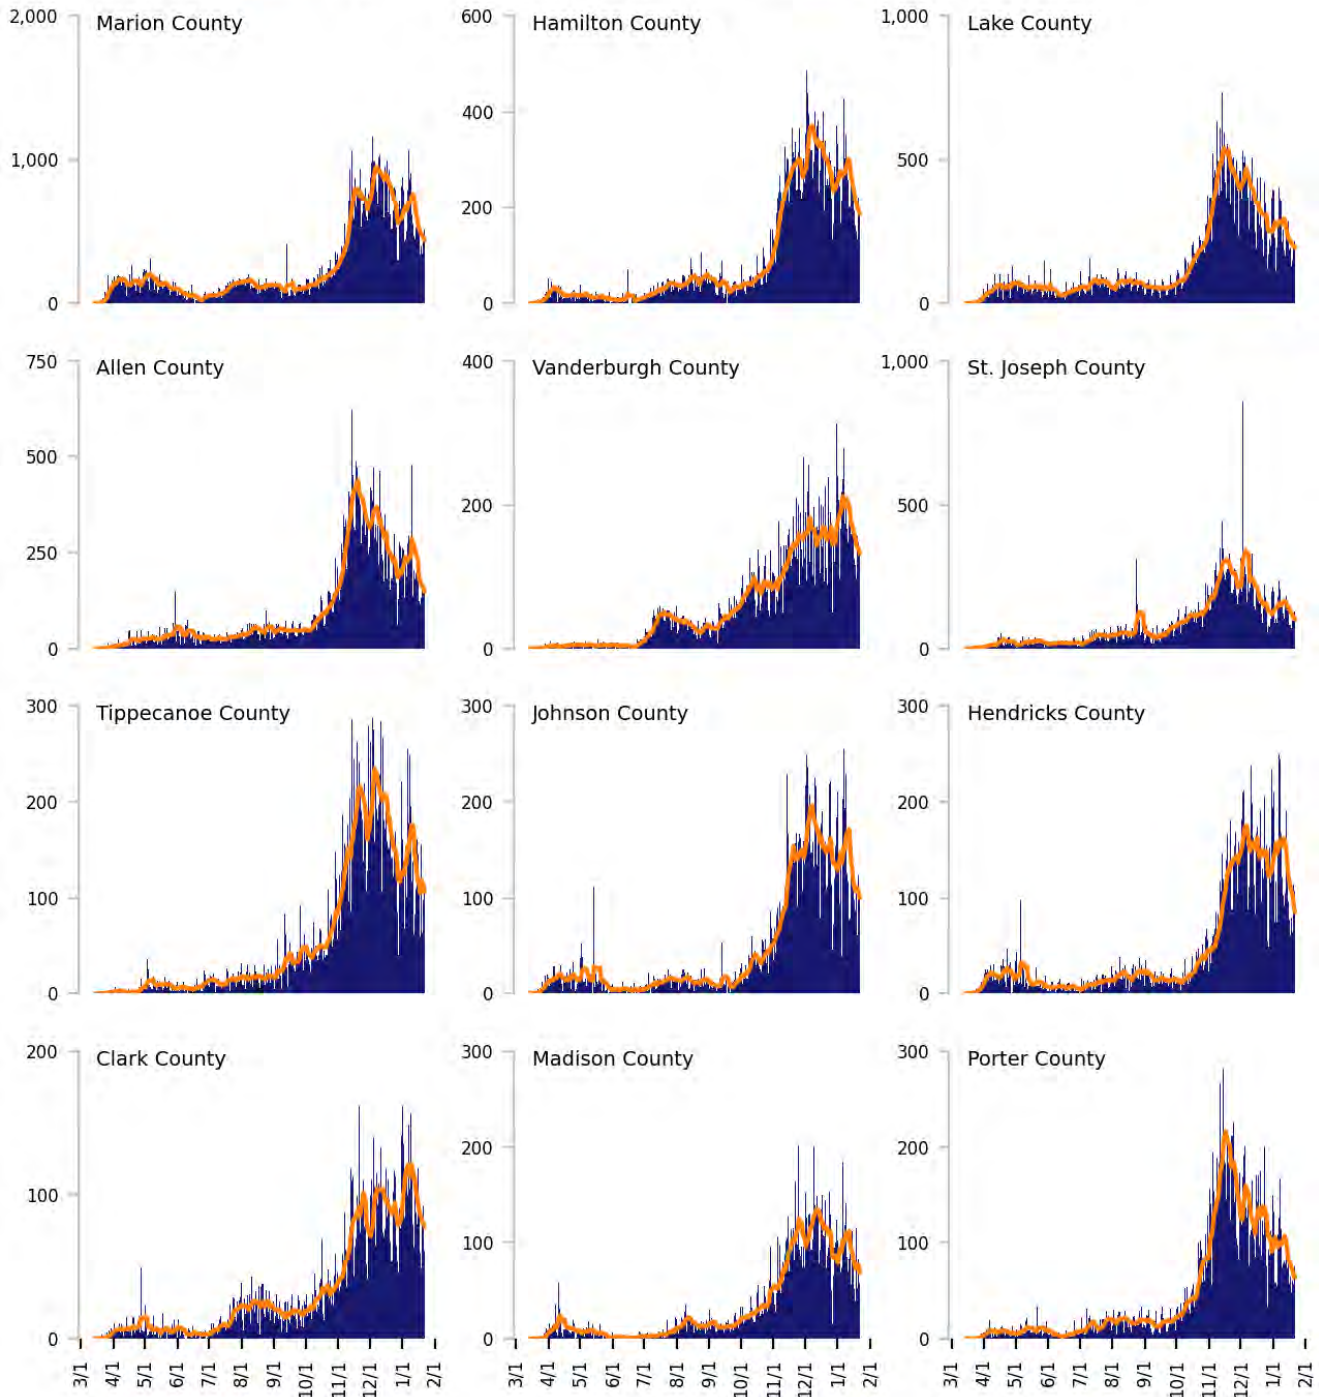 2,000
1,000
0
Marion County
600
400
200
0
Hamilton County
1,000
500
0
Lake County
750
500
250
0
Allen County
400
200
0
Vanderburgh County
1,000
500
0
St. Joseph County
300
200
100
0
Tippecanoe County
300
200
100
0
Johnson County
300
200
100
0
Hendricks County
200
100
0
Clark County
300
200
100
0
Madison County
300
200
100
0
Porter County
3/1 4/1 5/1 6/1 7/1 8/1 9/1 10/1 11/1 12/1 1/1 2/1
3/1 4/1 5/1 6/1 7/1 8/1 9/1 10/1 11/1 12/1 1/1 2/1
3/1 4/1 5/1 6/1 7/1 8/1 9/1 10/1 11/1 12/1 1/1 2/1